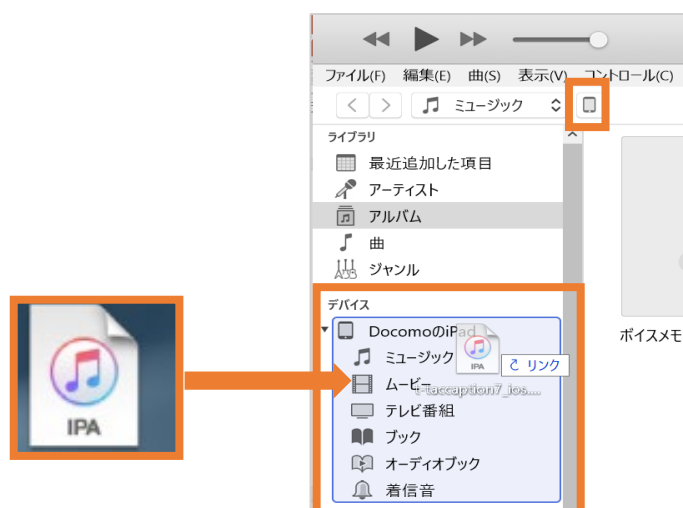 ファイル(F) 編集(E) 曲(S) 表示(V) コントロール(C)
ミュージック
ライブラリ
最近追加した項目
アーティスト
アルバム
曲
ジャンル
デバイス
DocomoのiPad
ミュージック
IPA
リンク
ムービー
t-taccaption7_ios....
テレビ番組
ブック
オーディオブック
着信音
IPA
ボイスメモ